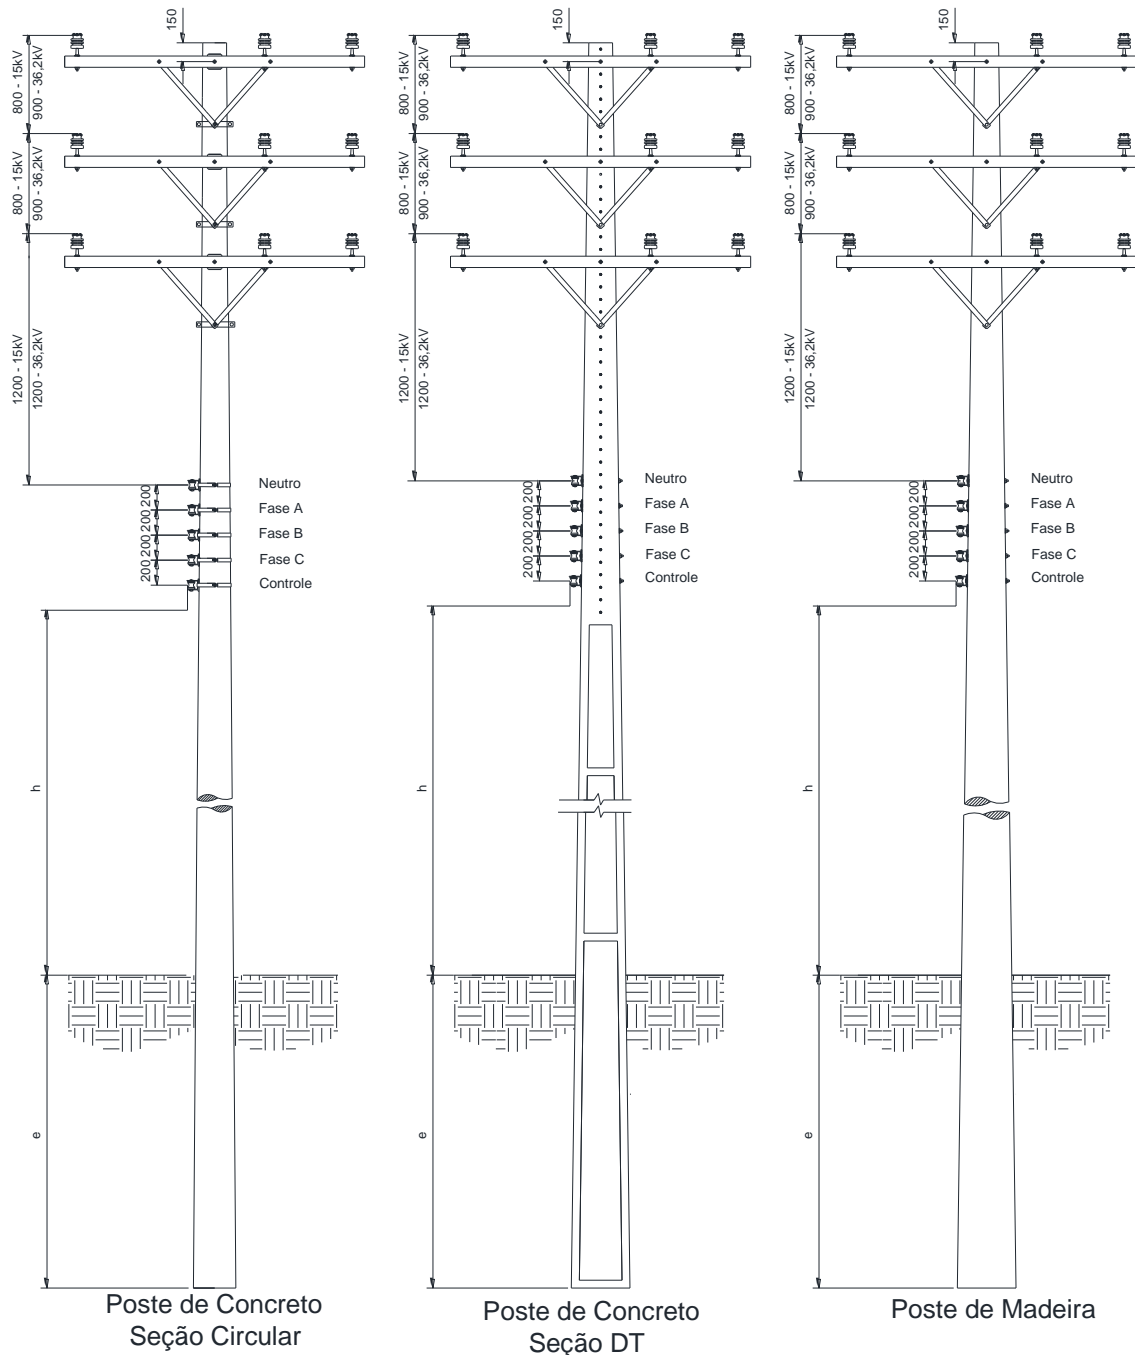 150
800 - 15kV
900 - 36,2kV
800 - 15kV
900 - 36,2kV
1200 - 15kV
1200 - 36,2kV
200
200
200
200
Neutro
Fase A
Fase B
Fase C
Controle
h
e
Poste de Concreto
Seção Circular
150
800 - 15kV
900 - 36,2kV
800 - 15kV
900 - 36,2kV
1200 - 15kV
1200 - 36,2kV
200
200
200
200
Neutro
Fase A
Fase B
Fase C
Controle
h
e
Poste de Concreto
Seção DT
150
800 - 15kV
900 - 36,2kV
800 - 15kV
900 - 36,2kV
1200 - 15kV
1200 - 36,2kV
200
200
200
200
Neutro
Fase A
Fase B
Fase C
Controle
h
e
Poste de Madeira